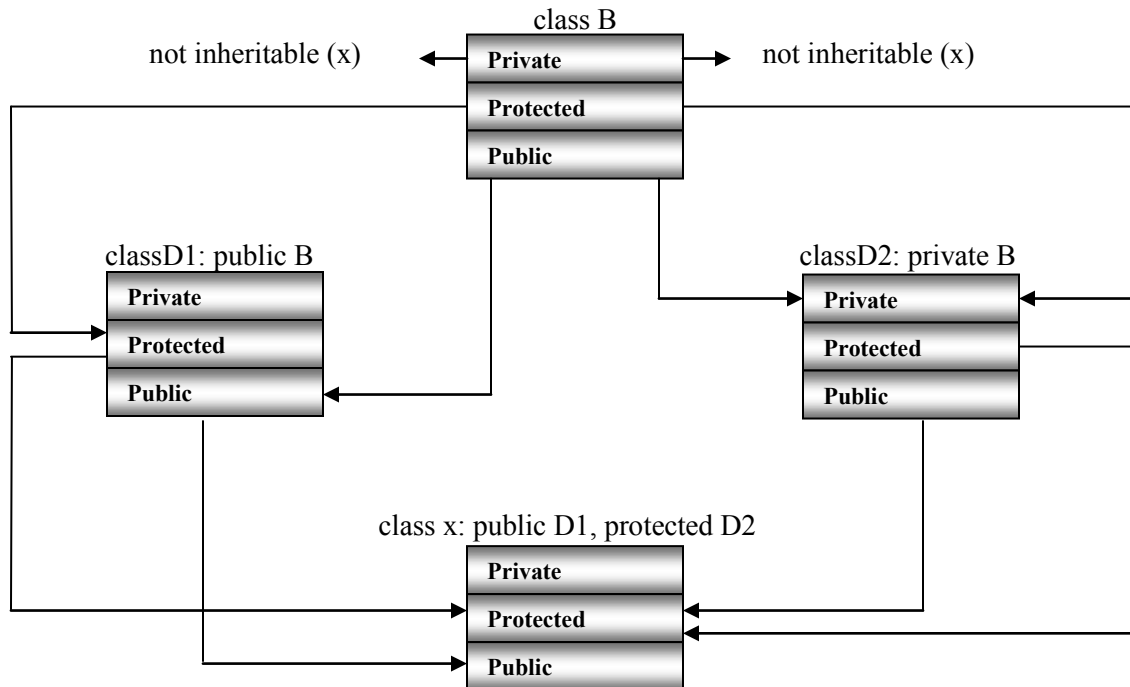 class B
not inheritable (x)
Private
not inheritable (x)
Protected
Public
classD1: public B
Private
Protected
Public
classD2: private B
Private
Protected
Public
class x: public D1, protected D2
Private
Protected
Public